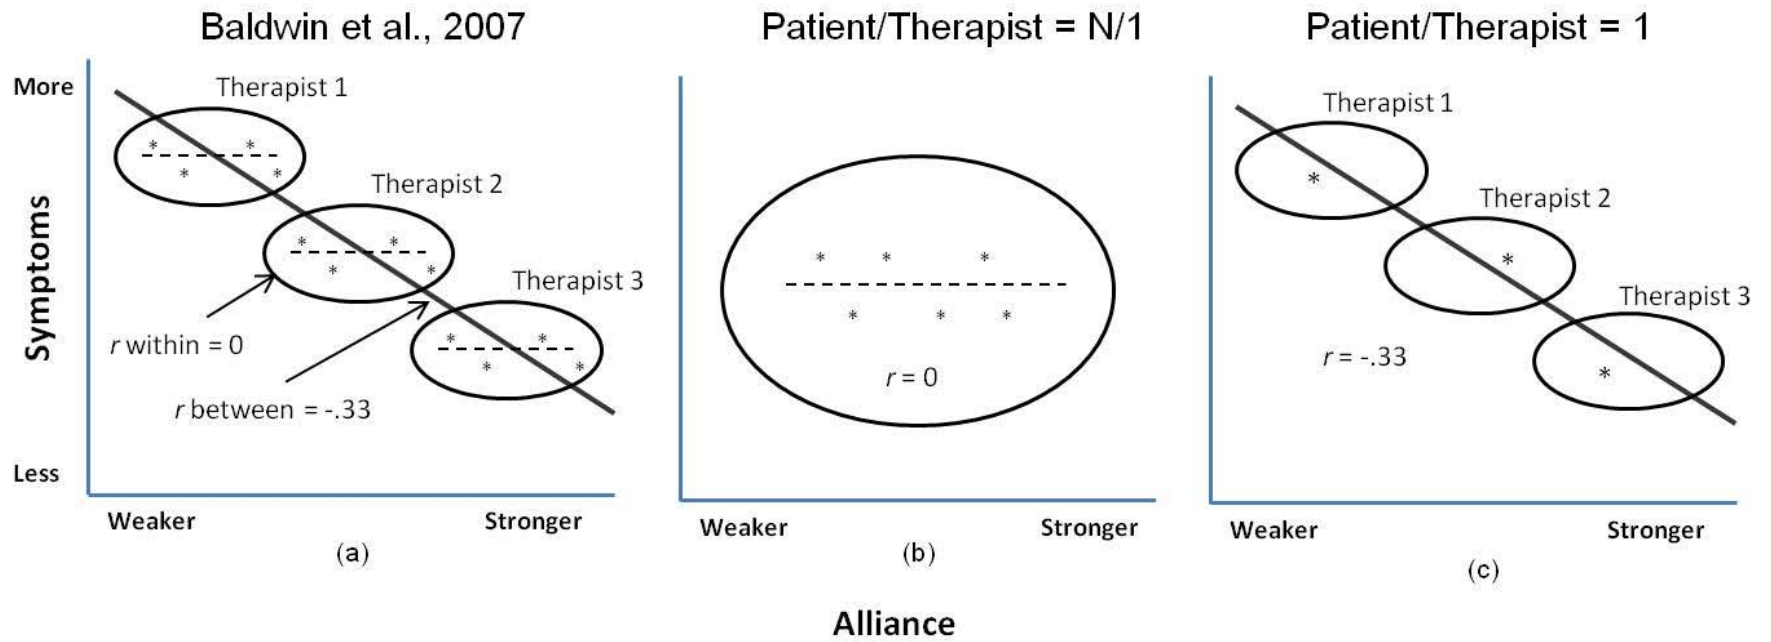 Baldwin et al., 2007
Patient/Therapist = N/1
Patient/Therapist = 1
More
Symptoms
Less
Therapist 1
Therapist 2
Therapist 3
r within = 0
r between = -.33
Weaker
Stronger
(a)
r = 0
Weaker
Stronger
(b)
Therapist 1
Therapist 2
Therapist 3
r = -.33
Weaker
Stronger
(c)
Alliance